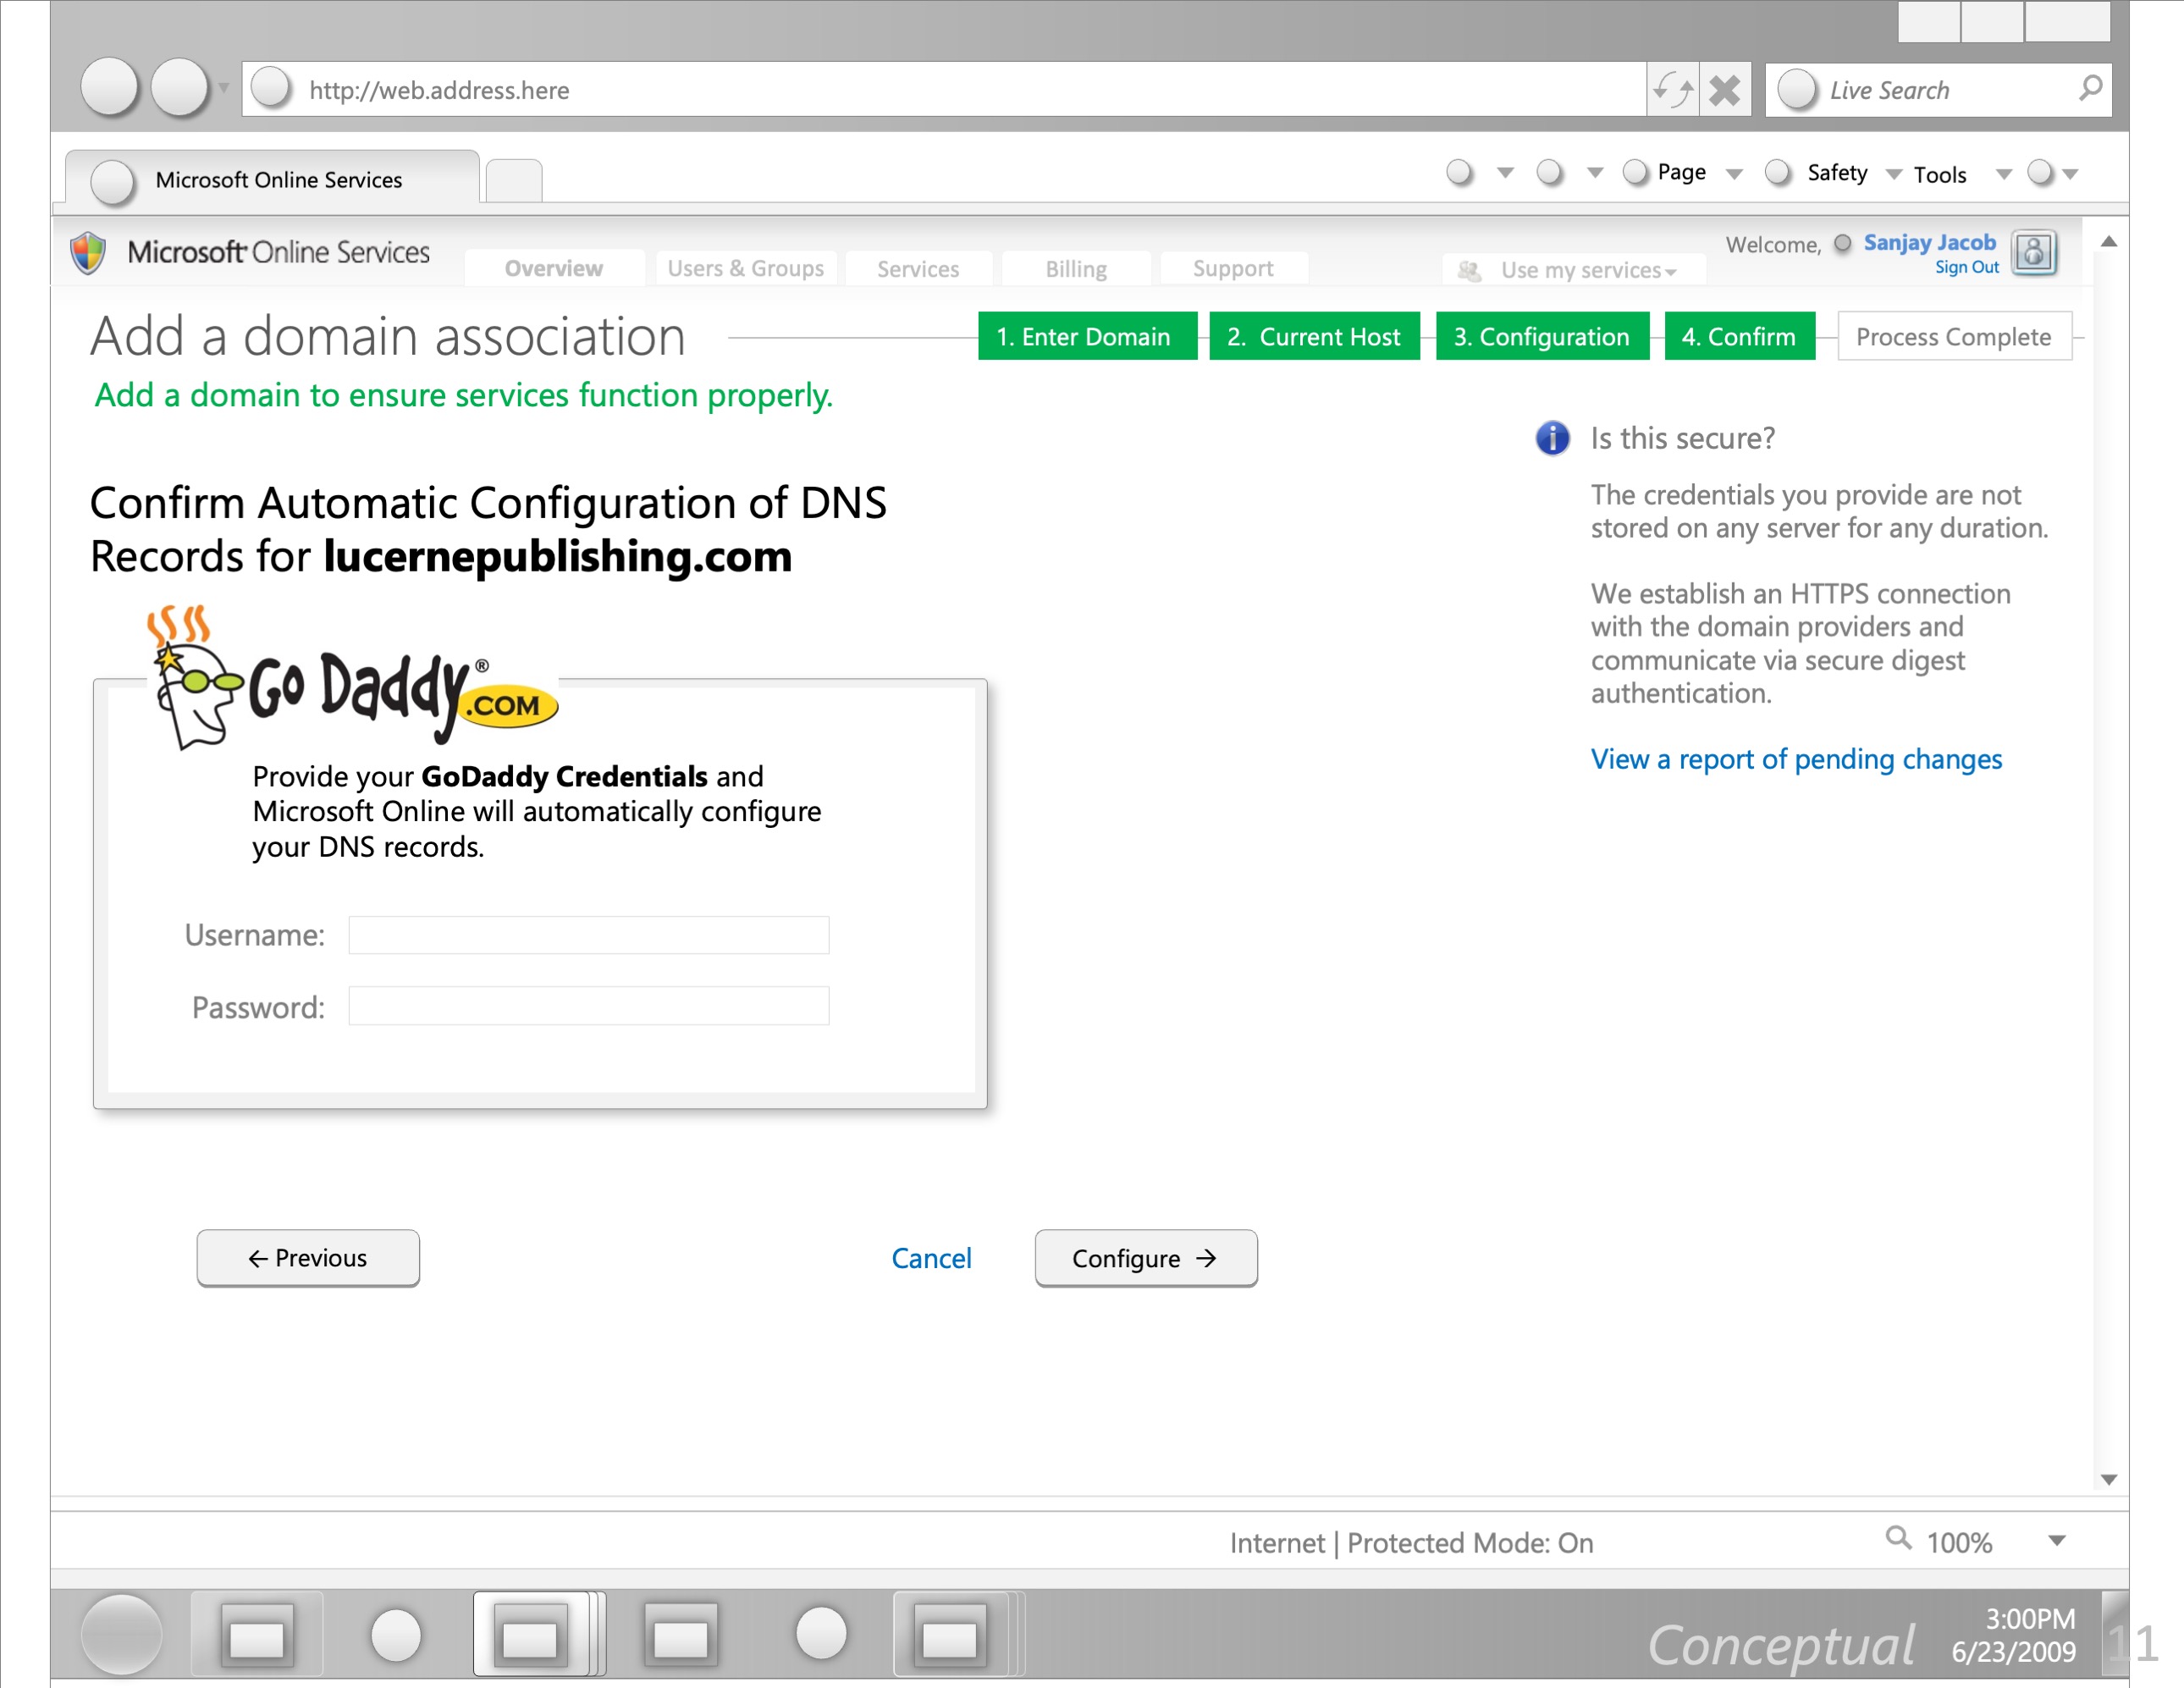 http://web.address.here
Live Search
Microsoft Online Services
Page
Safety
Tools
Microsoft Online Services
Overview
Users & Groups
Services
Billing
Support
Use my services
Welcome, Sanjay Jacob
Sign Out
Add a domain association
1. Enter Domain
2. Current Host
3. Configuration
4. Confirm
Process Complete
Add a domain to ensure services function properly.
Confirm Automatic Configuration of DNS
Records for lucernepublishing.com
Go Daddy®.COM
Provide your GoDaddy Credentials and
Microsoft Online will automatically configure
your DNS records.
Username:
Password:
Is this secure?
The credentials you provide are not
stored on any server for any duration.
We establish an HTTPS connection
with the domain providers and
communicate via secure digest
authentication.
View a report of pending changes
← Previous
Cancel
Configure →
Internet | Protected Mode: On
100%
Conceptual
3:00PM
6/23/2009
11